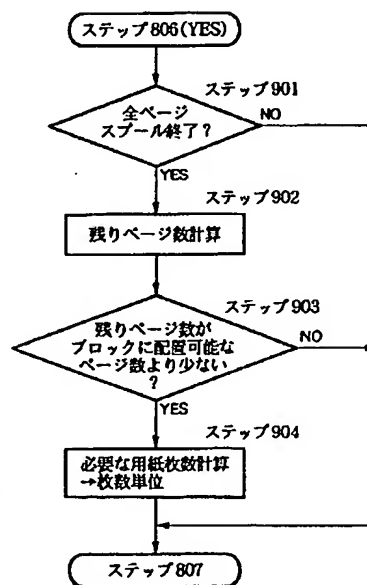 ステップ806(YES)
ステップ901
全ページ
スプール終了?
NO
YES
ステップ902
残りページ数計算
ステップ903
残りページ数が
ブロックに配置可能な
ページ数より少ない
?
NO
YES
ステップ904
必要な用紙枚数計算
→枚数単位
ステップ807